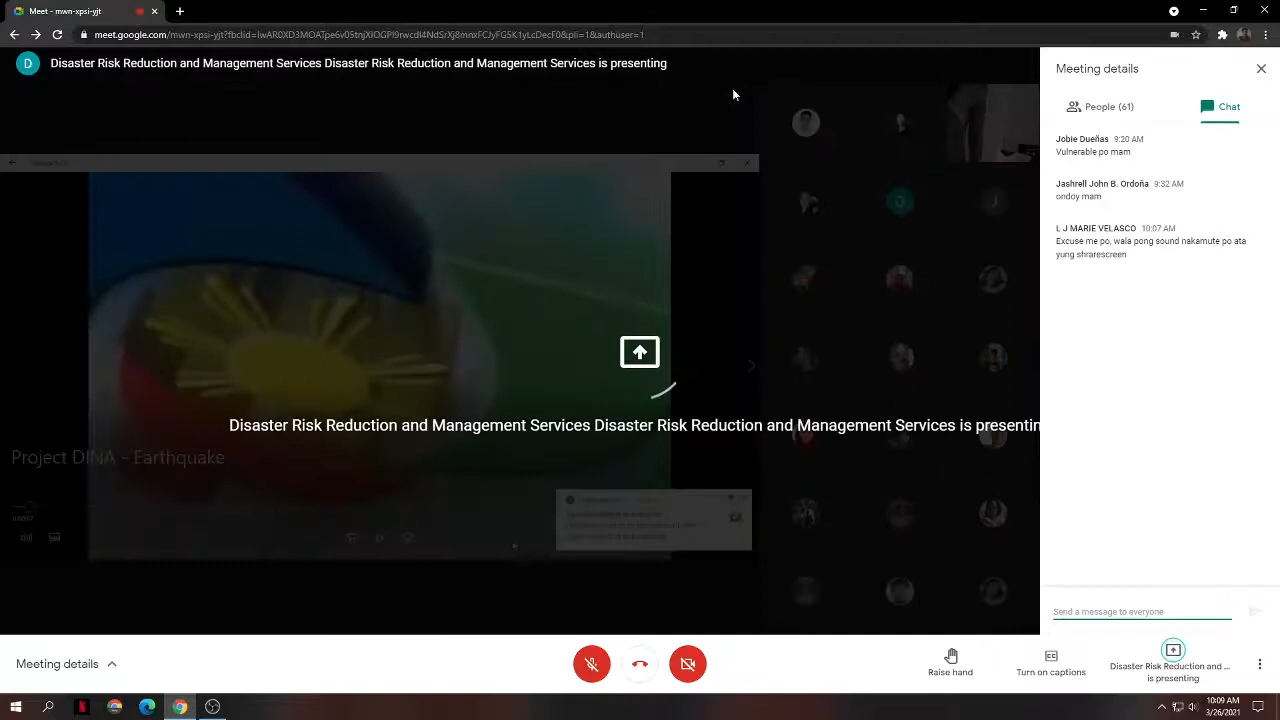 Meet - mwn-xpsi-yjt
meet.google.com/mwn-xpsi-yjt?fbclid=IwAR0XD3MOATpe6v05tnjXiOGPI9rwcdl4NdSrXj8mnxFCJyFG5K1yLcDecF0&pli=1&authuser=1
D
Disaster Risk Reduction and Management Services Disaster Risk Reduction and Management Services is presenting
Meeting details
People (61)
Chat
Jobie Dueñas 9:20 AM
Vulnerable po mam
Jashrell John B. Ordoña 9:32 AM
ondoy mam
L J MARIE VELASCO 10:07 AM
Excuse me po, wala pong sound nakamute po ata
yung shrarescreen
Disaster Risk Reduction and Management Services Disaster Risk Reduction and Management Services is presentin
Project DINA - Earthquake
0:00:07
Send a message to everyone
Meeting details
Raise hand
Turn on captions
Disaster Risk Reduction and ...
is presenting
10:09 AM
3/26/2021